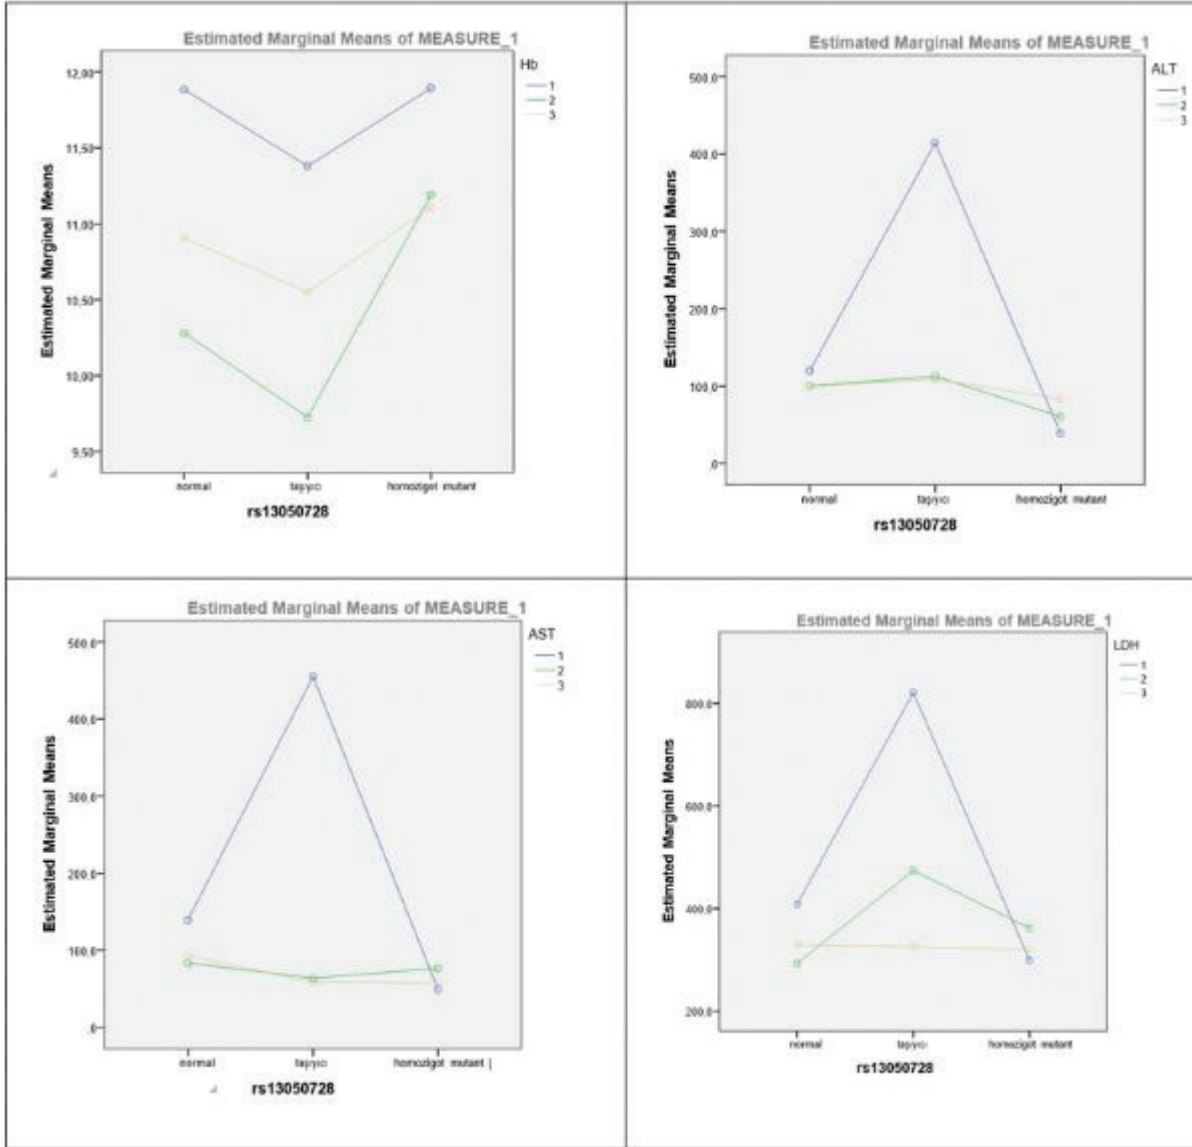 Estimated Marginal Means of MEASURE_1
Hb
1
2
3
12,00
11,50
11,00
10,50
10,00
9,50
Estimated Marginal Means
normal
taşıyıcı
homozigot mutant
rs13050728
Estimated Marginal Means of MEASURE_1
ALT
1
2
3
500,0
400,0
300,0
200,0
100,0
,0
Estimated Marginal Means
normal
taşıyıcı
homozigot mutant
rs13050728
Estimated Marginal Means of MEASURE_1
AST
1
2
3
500,0
400,0
300,0
200,0
100,0
,0
Estimated Marginal Means
normal
taşıyıcı
homozigot mutant |
rs13050728
Estimated Marginal Means of MEASURE_1
LDH
1
2
3
800,0
600,0
400,0
200,0
Estimated Marginal Means
normal
taşıyıcı
homozigot mutant
rs13050728